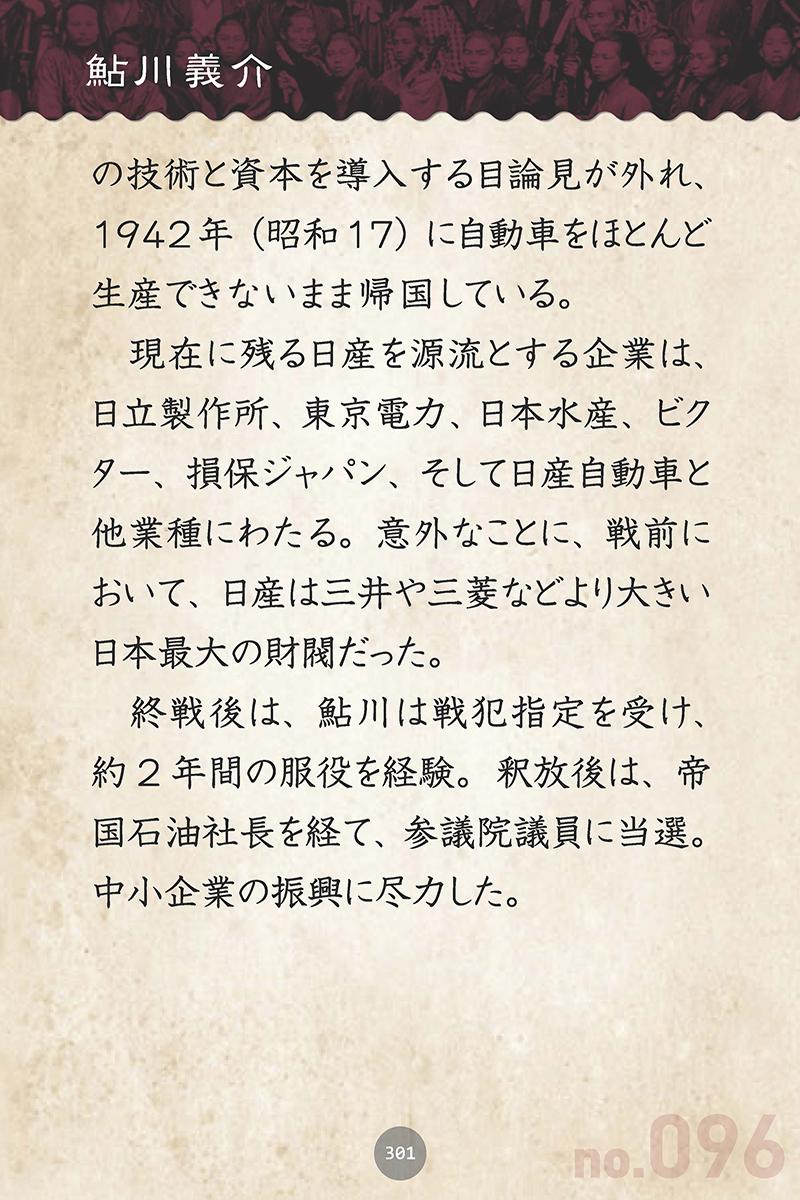 鮎川義介
の技術と資本を導入する目論見が外れ、
1942年（昭和17）に自動車をほとんど
生産できないまま帰国している。
現在に残る日産を源流とする企業は、
日立製作所、東京電力、日本水産、ビク
ター、損保ジャパン、そして日産自動車と
他業種にわたる。意外なことに、戦前に
おいて、日産は三井や三菱などより大きい
日本最大の財閥だった。
終戦後は、鮎川は戦犯指定を受け、
約2年間の服役を経験。釈放後は、帝
国石油社長を経て、参議院議員に当選。
中小企業の振興に尽力した。
301
no.096